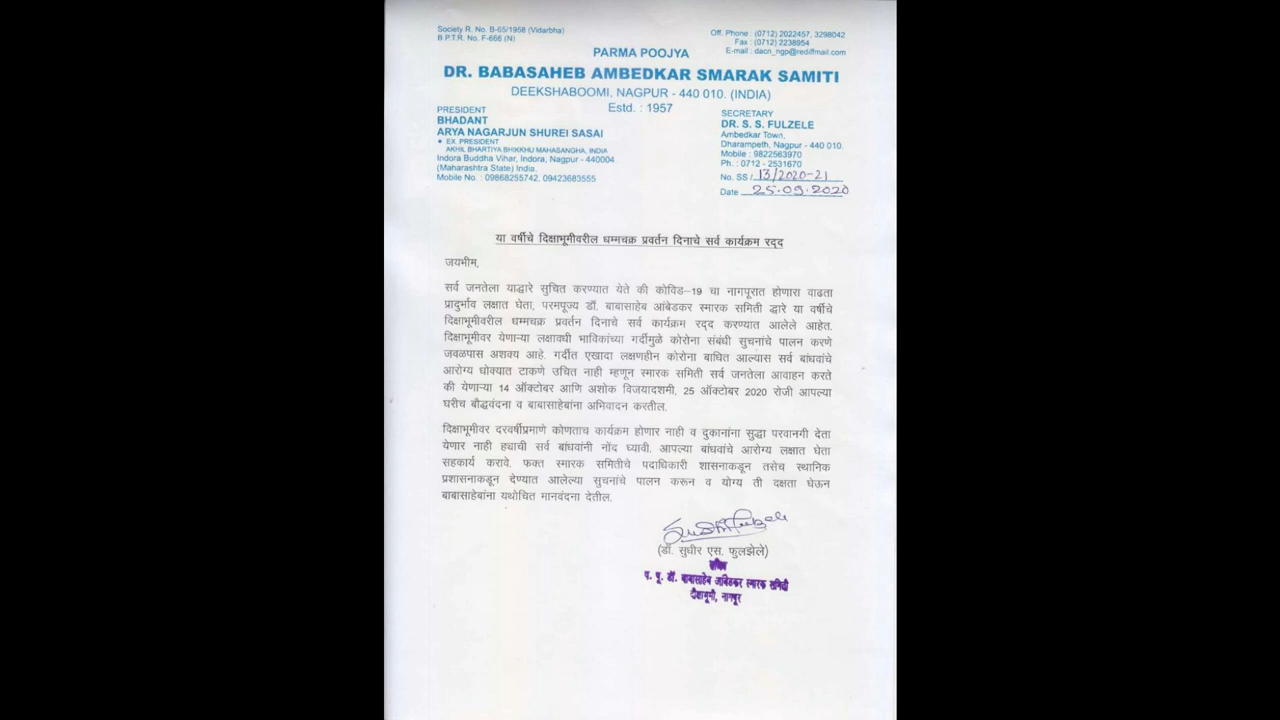 Society R. No. B-65/1958 (Vidarbha)
B P.T.R. No. F-666 (N)
Off. Phone : (0712) 2022457, 3298042
Fax : (0712) 2238954
E-mail : dacn_ngp@rediffmail.com
PARMA POOJYA
DR. BABASAHEB AMBEDKAR SMARAK SAMITI
DEEKSHABOOMI, NAGPUR - 440 010. (INDIA)
Estd. : 1957
PRESIDENT
BHADANT
ARYA NAGARJUN SHUREI SASAI
● EX. PRESIDENT
AKHIL BHARTIYA BHIKKHU MAHASANGHA, INDIA
Indora Buddha Vihar, Indora, Nagpur - 440004
(Maharashtra State) India.
Mobile No. : 09868255742, 09423683555
SECRETARY
DR. S. S. FULZELE
Ambedkar Town,
Dharampeth, Nagpur - 440 010.
Mobile : 9822563970
Ph. : 0712 - 2531670
No. SS / 13/2020-21
Date 25.09.2020
या वर्षीचे दिक्षाभूमीवरील धम्मचक्र प्रवर्तन दिनाचे सर्व कार्यक्रम रद्द
जयभीम,
सर्व जनतेला याद्वारे सुचित करण्यात येते की कोविड–19 चा नागपूरात होणारा वाढता
प्रादुर्भाव लक्षात घेता, परमपूज्य डॉ. बाबासाहेब आंबेडकर स्मारक समिती द्वारे या वर्षीचे
दिक्षाभूमीवरील धम्मचक्र प्रवर्तन दिनाचे सर्व कार्यक्रम रद्द करण्यात आलेले आहेत.
दिक्षाभूमीवर येणाऱ्या लक्षावधी भाविकांच्या गर्दीमुळे कोरोना संबंधी सुचनांचे पालन करणे
जवळपास अशक्य आहे. गर्दीत एखादा लक्षणहीन कोरोना बाधित आल्यास सर्व बांधवांचे
आरोग्य धोक्यात टाकणे उचित नाही म्हणून स्मारक समिती सर्व जनतेला आवाहन करते
की येणाऱ्या 14 ऑक्टोबर आणि अशोक विजयादशमी, 25 ऑक्टोबर 2020 रोजी आपल्या
घरीच बौद्धवंदना व बाबासाहेबांना अभिवादन करतील.
दिक्षाभूमीवर दरवर्षीप्रमाणे कोणताच कार्यक्रम होणार नाही व दुकानांना सुद्धा परवानगी देता
येणार नाही ह्याची सर्व बांधवांनी नोंद घ्यावी. आपल्या बांधवांचे आरोग्य लक्षात घेता
सहकार्य करावे. फक्त स्मारक समितीचे पदाधिकारी शासनाकडून तसेच स्थानिक
प्रशासनाकडून देण्यात आलेल्या सुचनांचे पालन करून व योग्य ती दक्षता घेऊन
बाबासाहेबांना यथोचित मानवंदना देतील.
(डॉ. सुधीर एस. फुलझेले)
सचिव
प. पू. डॉ. बाबासाहेब आंबेडकर स्मारक समिती
दीक्षाभूमी, नागपूर